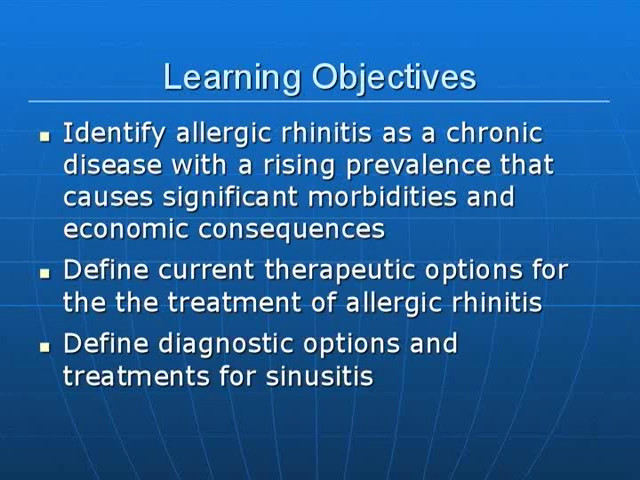 Learning Objectives
Identify allergic rhinitis as a chronic
disease with a rising prevalence that
causes significant morbidities and
economic consequences
Define current therapeutic options for
the the treatment of allergic rhinitis
Define diagnostic options and
treatments for sinusitis